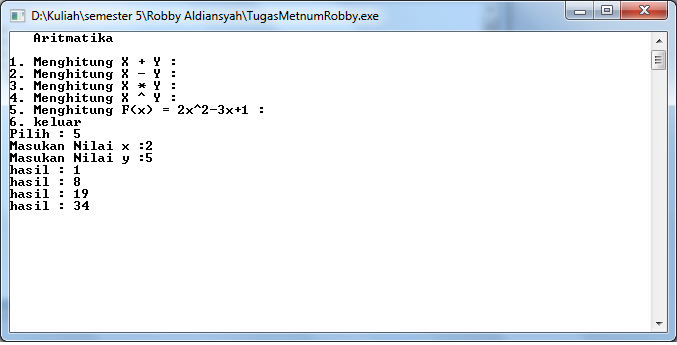 D:\Kuliah\semester 5\Robby Aldiansyah\TugasMetnumRobby.exe
Aritmatika
1. Menghitung X + Y :
2. Menghitung X - Y :
3. Menghitung X * Y :
4. Menghitung X ^ Y :
5. Menghitung F(x) = 2x^2-3x+1 :
6. keluar
Pilih : 5
Masukan Nilai x :2
Masukan Nilai y :5
hasil : 1
hasil : 8
hasil : 19
hasil : 34